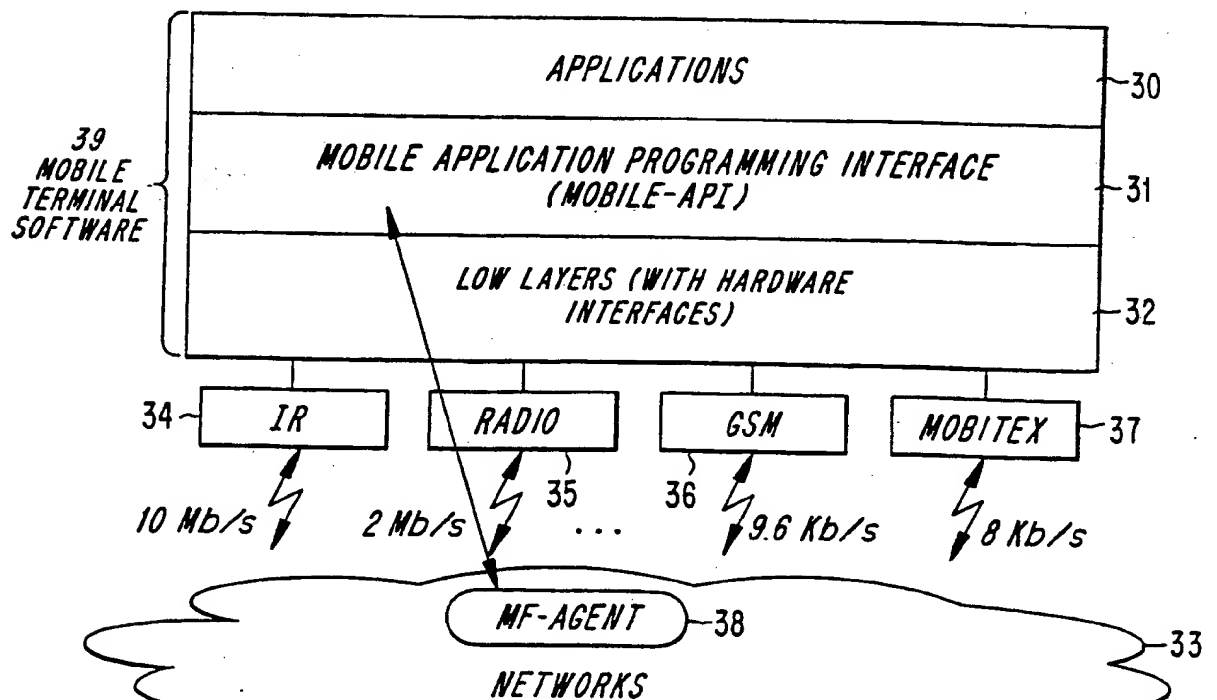 APPLICATIONS
30
39
MOBILE
TERMINAL
SOFTWARE
MOBILE APPLICATION PROGRAMMING INTERFACE
(MOBILE-API)
31
LOW LAYERS (WITH HARDWARE
INTERFACES)
32
34
IR
RADIO
35
GSM
36
MOBITEX
37
10 Mb/s
2 Mb/s
...
9.6 Kb/s
8 Kb/s
MF-AGENT
38
33
NETWORKS